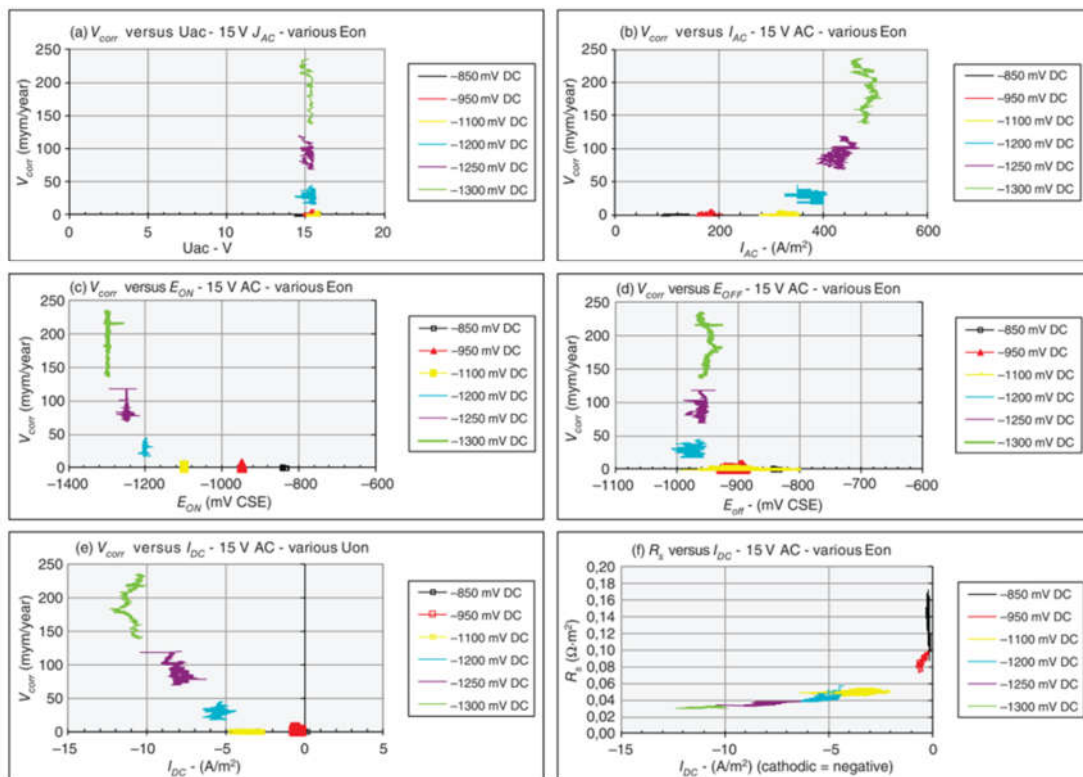 (a) Vcorr versus Uac - 15 V JAC - various Eon
Vcorr (mym/year)
250
200
150
100
50
0
0
5
10
15
20
Uac - V
−850 mV DC
−950 mV DC
−1100 mV DC
−1200 mV DC
−1250 mV DC
−1300 mV DC
(b) Vcorr versus IAC - 15 V AC - various Eon
Vcorr (mym/year)
250
200
150
100
50
0
0
200
400
600
IAC - (A/m²)
−850 mV DC
−950 mV DC
−1100 mV DC
−1200 mV DC
−1250 mV DC
−1300 mV DC
(c) Vcorr versus EON - 15 V AC - various Eon
Vcorr (mym/year)
250
200
150
100
50
0
−1400
−1200
−1000
−800
−600
EON (mV CSE)
−850 mV DC
−950 mV DC
−1100 mV DC
−1200 mV DC
−1250 mV DC
−1300 mV DC
(d) Vcorr versus EOFF - 15 V AC - various Eon
Vcorr (mym/year)
250
200
150
100
50
0
−1100
−1000
−900
−800
−700
−600
Eoff - (mV CSE)
−850 mV DC
−950 mV DC
−1100 mV DC
−1200 mV DC
−1250 mV DC
−1300 mV DC
(e) Vcorr versus IDC - 15 V AC - various Uon
Vcorr (mym/year)
250
200
150
100
50
0
−15
−10
−5
0
5
IDC - (A/m²)
−850 mV DC
−950 mV DC
−1100 mV DC
−1200 mV DC
−1250 mV DC
−1300 mV DC
(f) Rs versus IDC - 15 V AC - various Eon
Rs (Ω·m²)
0,20
0,18
0,16
0,14
0,12
0,10
0,08
0,06
0,04
0,02
0,00
−15
−10
−5
0
IDC - (A/m²) (cathodic = negative)
−850 mV DC
−950 mV DC
−1100 mV DC
−1200 mV DC
−1250 mV DC
−1300 mV DC